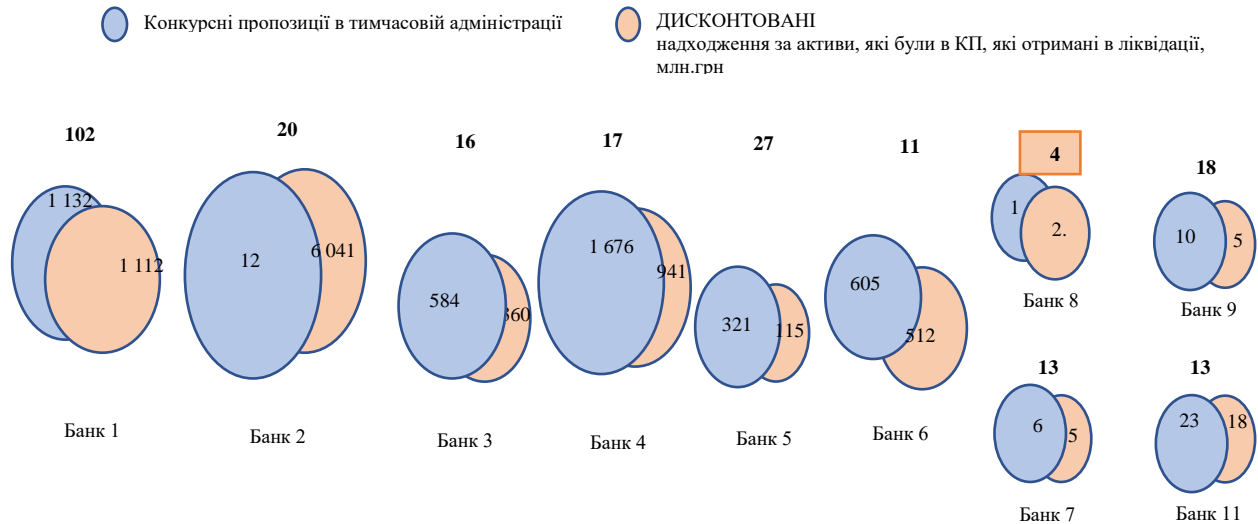 Конкурсні пропозиції в тимчасовій адміністрації
ДИСКОНТОВАНІ
надходження за активи, які були в КП, які отримані в ліквідації,
млн.грн
102
1 132
1 112
Банк 1
20
12
6 041
Банк 2
16
584
360
Банк 3
17
1 676
941
Банк 4
27
321
115
Банк 5
11
605
512
Банк 6
4
1
2.
Банк 8
18
10
5
Банк 9
13
6
5
Банк 7
13
23
18
Банк 11